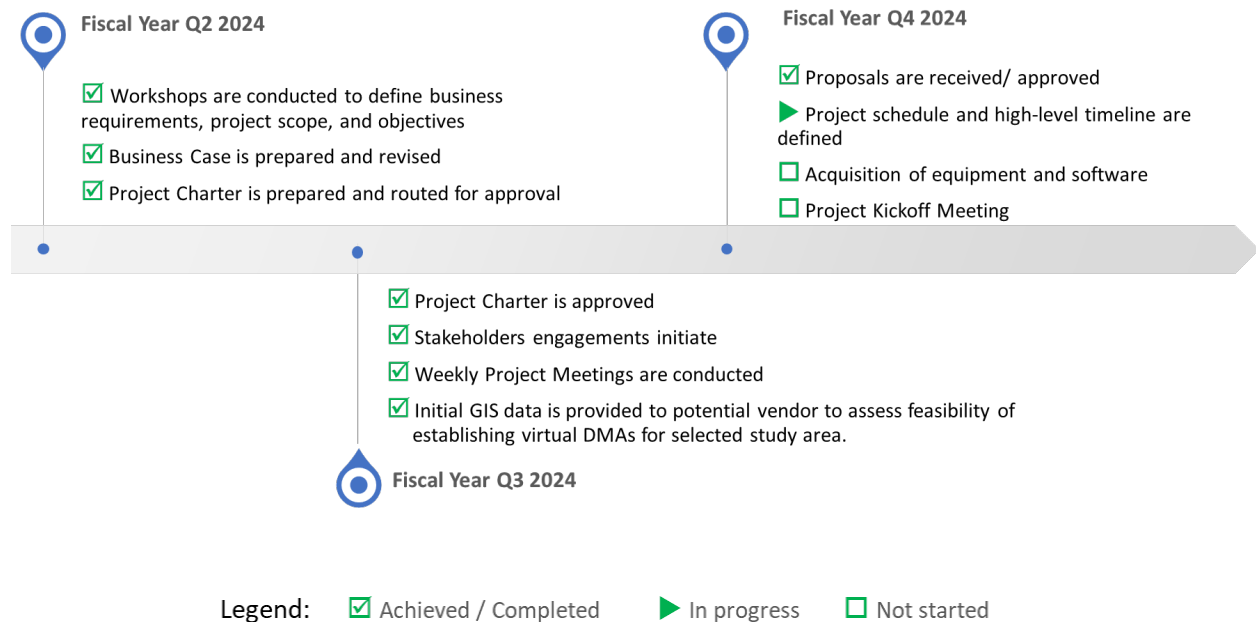 Fiscal Year Q2 2024
Workshops are conducted to define business
requirements, project scope, and objectives
Business Case is prepared and revised
Project Charter is prepared and routed for approval
Fiscal Year Q4 2024
Proposals are received/ approved
Project schedule and high-level timeline are
defined
Acquisition of equipment and software
Project Kickoff Meeting
Project Charter is approved
Stakeholders engagements initiate
Weekly Project Meetings are conducted
Initial GIS data is provided to potential vendor to assess feasibility of
establishing virtual DMAs for selected study area.
Fiscal Year Q3 2024
Legend: Achieved / Completed In progress Not started